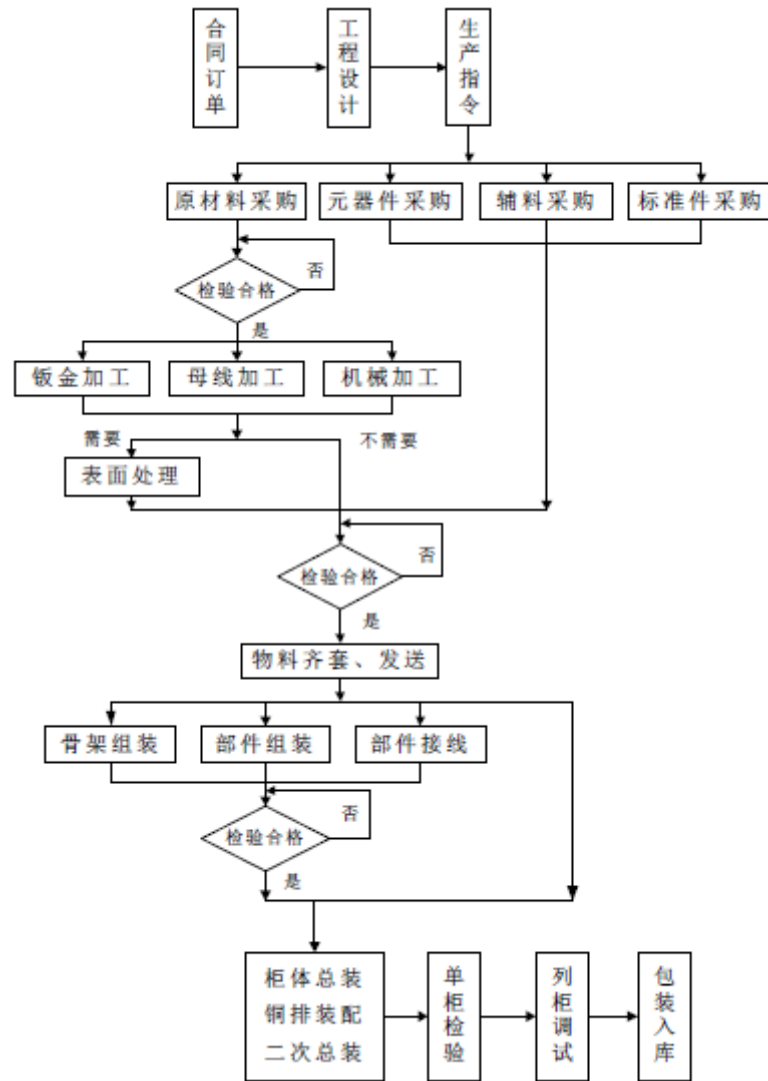 合同订单
工程设计
生产指令
原材料采购
元器件采购
辅料采购
标准件采购
否
检验合格
是
钣金加工
母线加工
机械加工
需要
不需要
表面处理
否
检验合格
是
物料齐套、发送
骨架组装
部件组装
部件接线
否
检验合格
是
柜体总装
铜排装配
二次总装
单柜检验
列柜调试
包装入库